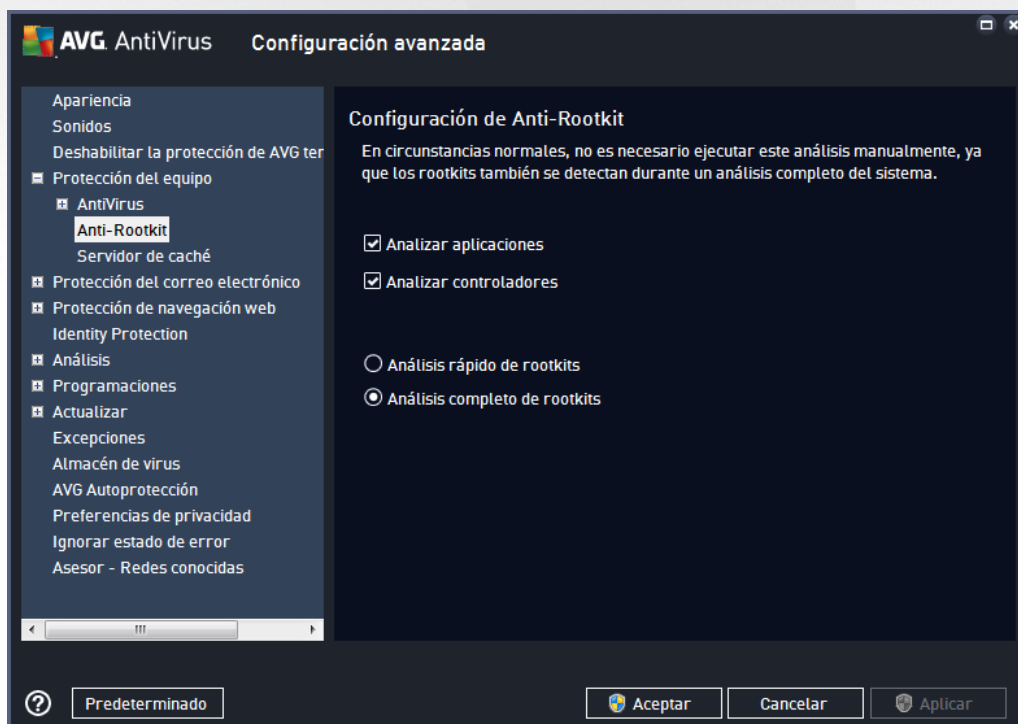 AVG. AntiVirus
Configuración avanzada
Apariencia
Sonidos
Deshabilitar la protección de AVG ter
Protección del equipo
AntiVirus
Anti-Rootkit
Servidor de caché
Protección del correo electrónico
Protección de navegación web
Identity Protection
Análisis
Programaciones
Actualizar
Excepciones
Almacén de virus
AVG Autoprotección
Preferencias de privacidad
Ignorar estado de error
Asesor - Redes conocidas
Configuración de Anti-Rootkit
En circunstancias normales, no es necesario ejecutar este análisis manualmente, ya
que los rootkits también se detectan durante un análisis completo del sistema.
Analizar aplicaciones
Analizar controladores
Análisis rápido de rootkits
Análisis completo de rootkits
Predeterminado
Aceptar
Cancelar
Aplicar